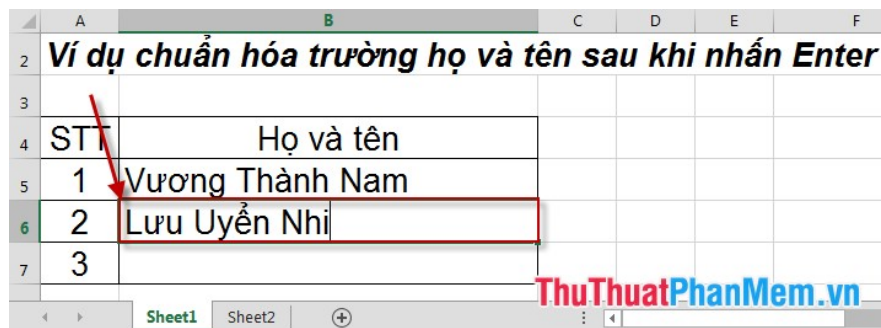 A B C D E F
2 Ví dụ chuẩn hóa trường họ và tên sau khi nhấn Enter
3
4 STT Họ và tên
5 1 Vương Thành Nam
6 2 Lưu Uyển Nhi
7 3
ThuThuatPhanMem.vn
Sheet1 Sheet2